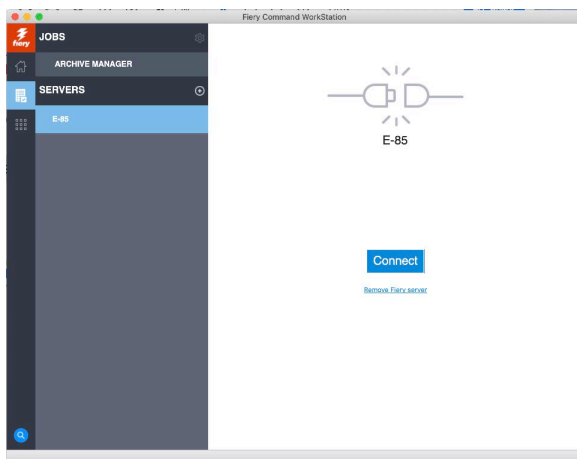 Fiery Command WorkStation
fiery
JOBS
ARCHIVE MANAGER
SERVERS
E-85
E-85
Connect
Remove Fiery server